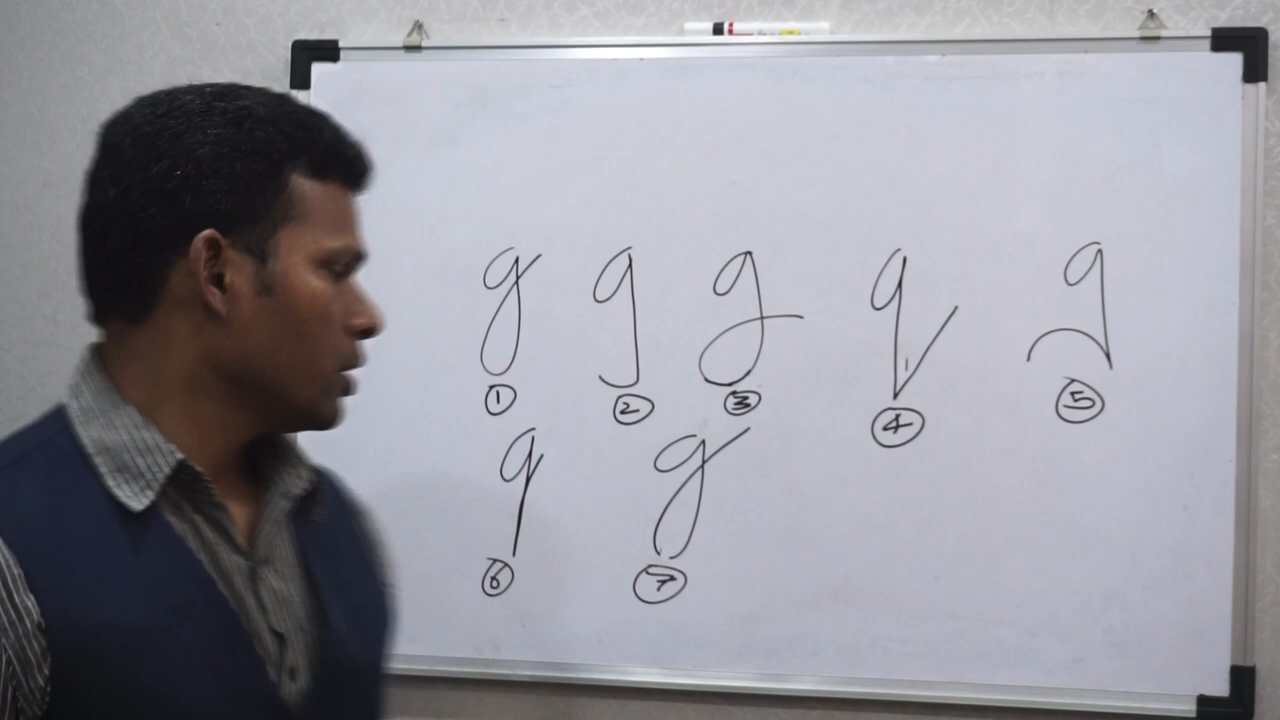 g g g g g
① ② ③ ④ ⑤
g g
⑥ ⑦